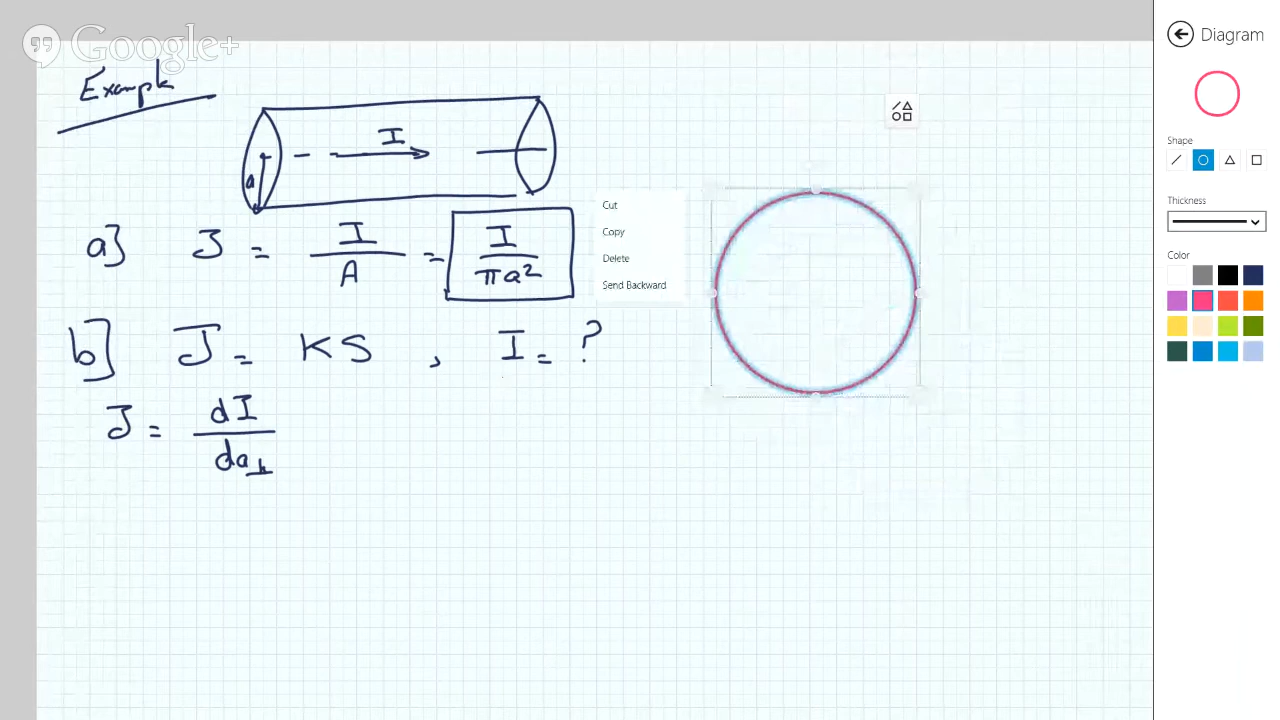 Google+
Diagram
Example
I
a
Shape
Thickness
Color
a] J = I / A = I / πa²
Cut
Copy
Delete
Send Backward
b] J = KS , I = ?
J = dI / da⊥